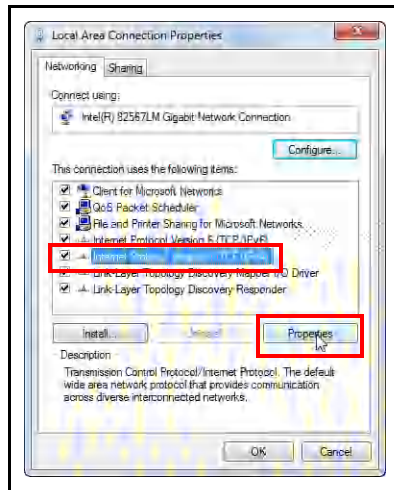 Local Area Connection Properties
Networking
Sharing
Connect using:
Intel(R) 82567LM Gigabit Network Connection
Configure...
This connection uses the following items:
Client for Microsoft Networks
QoS Packet Scheduler
File and Printer Sharing for Microsoft Networks
Internet Protocol Version 6 (TCP/IPv6)
Internet Protocol Version
Link-Layer Topology Discovery Mapper I/O Driver
Link-Layer Topology Discovery Responder
Install...
Uninstall
Properties
Description
Transmission Control Protocol/Internet Protocol. The default
wide area network protocol that provides communication
across diverse interconnected networks.
OK
Cancel